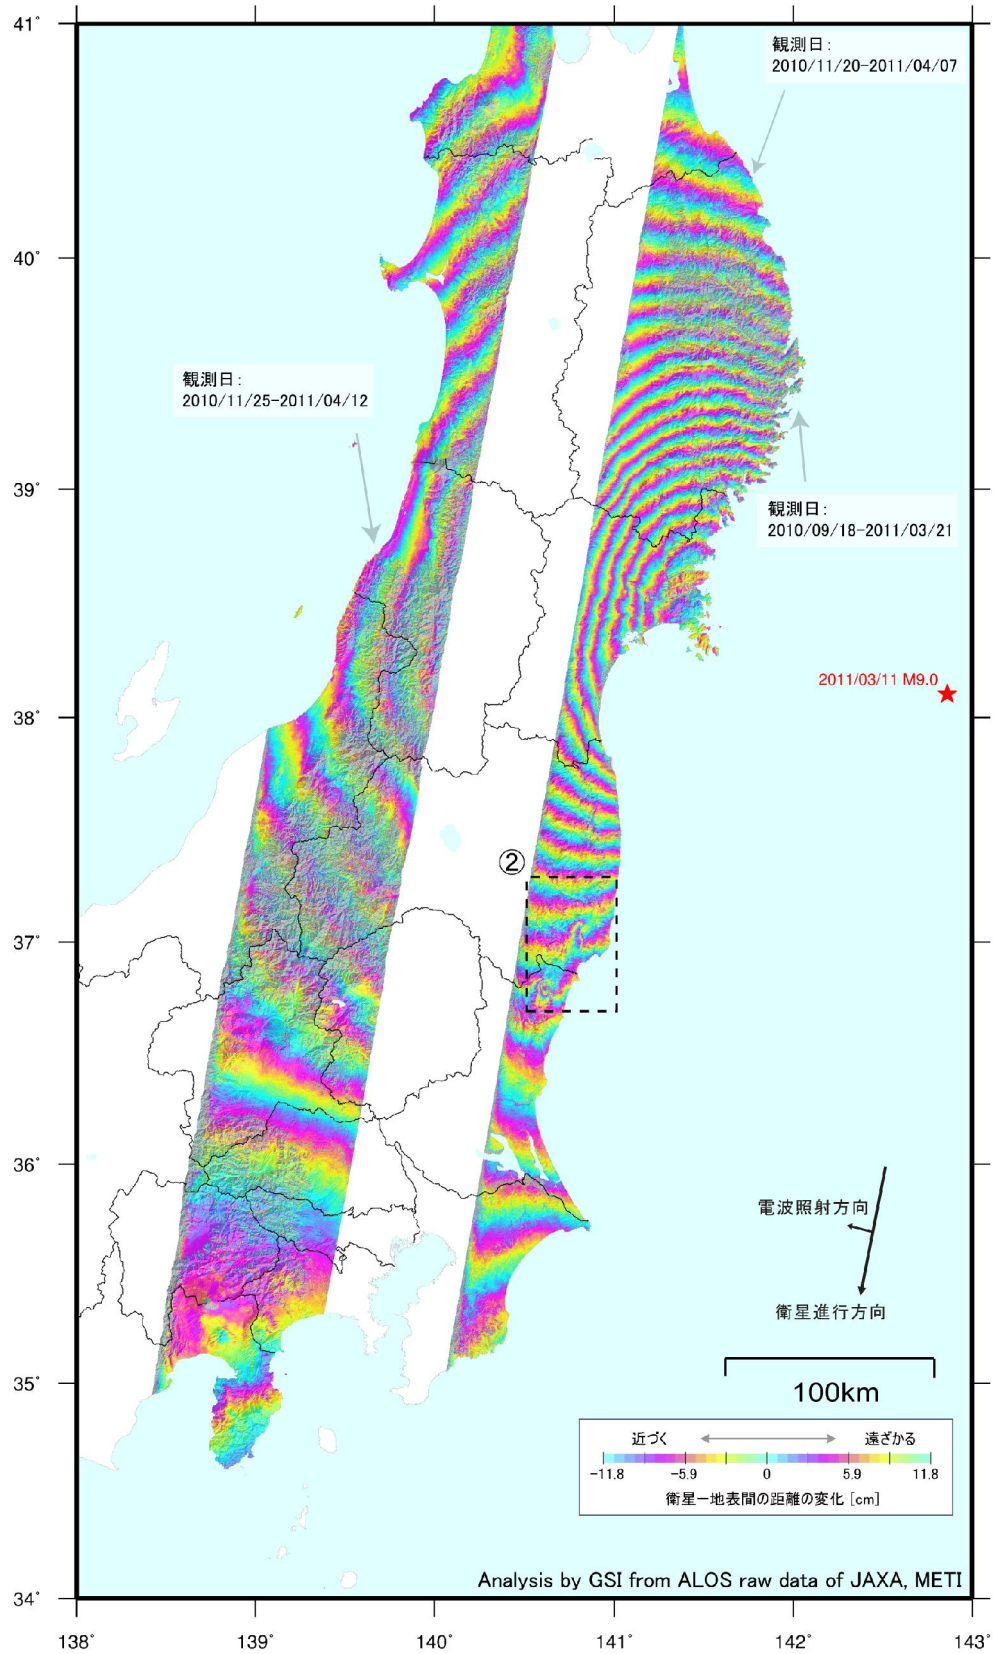 41°
観測日:
2010/11/20-2011/04/07
40°
観測日:
2010/11/25-2011/04/12
39°
観測日:
2010/09/18-2011/03/21
2011/03/11 M9.0
38°
②
37°
36°
電波照射方向
衛星進行方向
35°
100km
近づく
遠ざかる
-11.8 -5.9 0 5.9 11.8
衛星ー地表間の距離の変化 [cm]
Analysis by GSI from ALOS raw data of JAXA, METI
34°
138° 139° 140° 141° 142° 143°